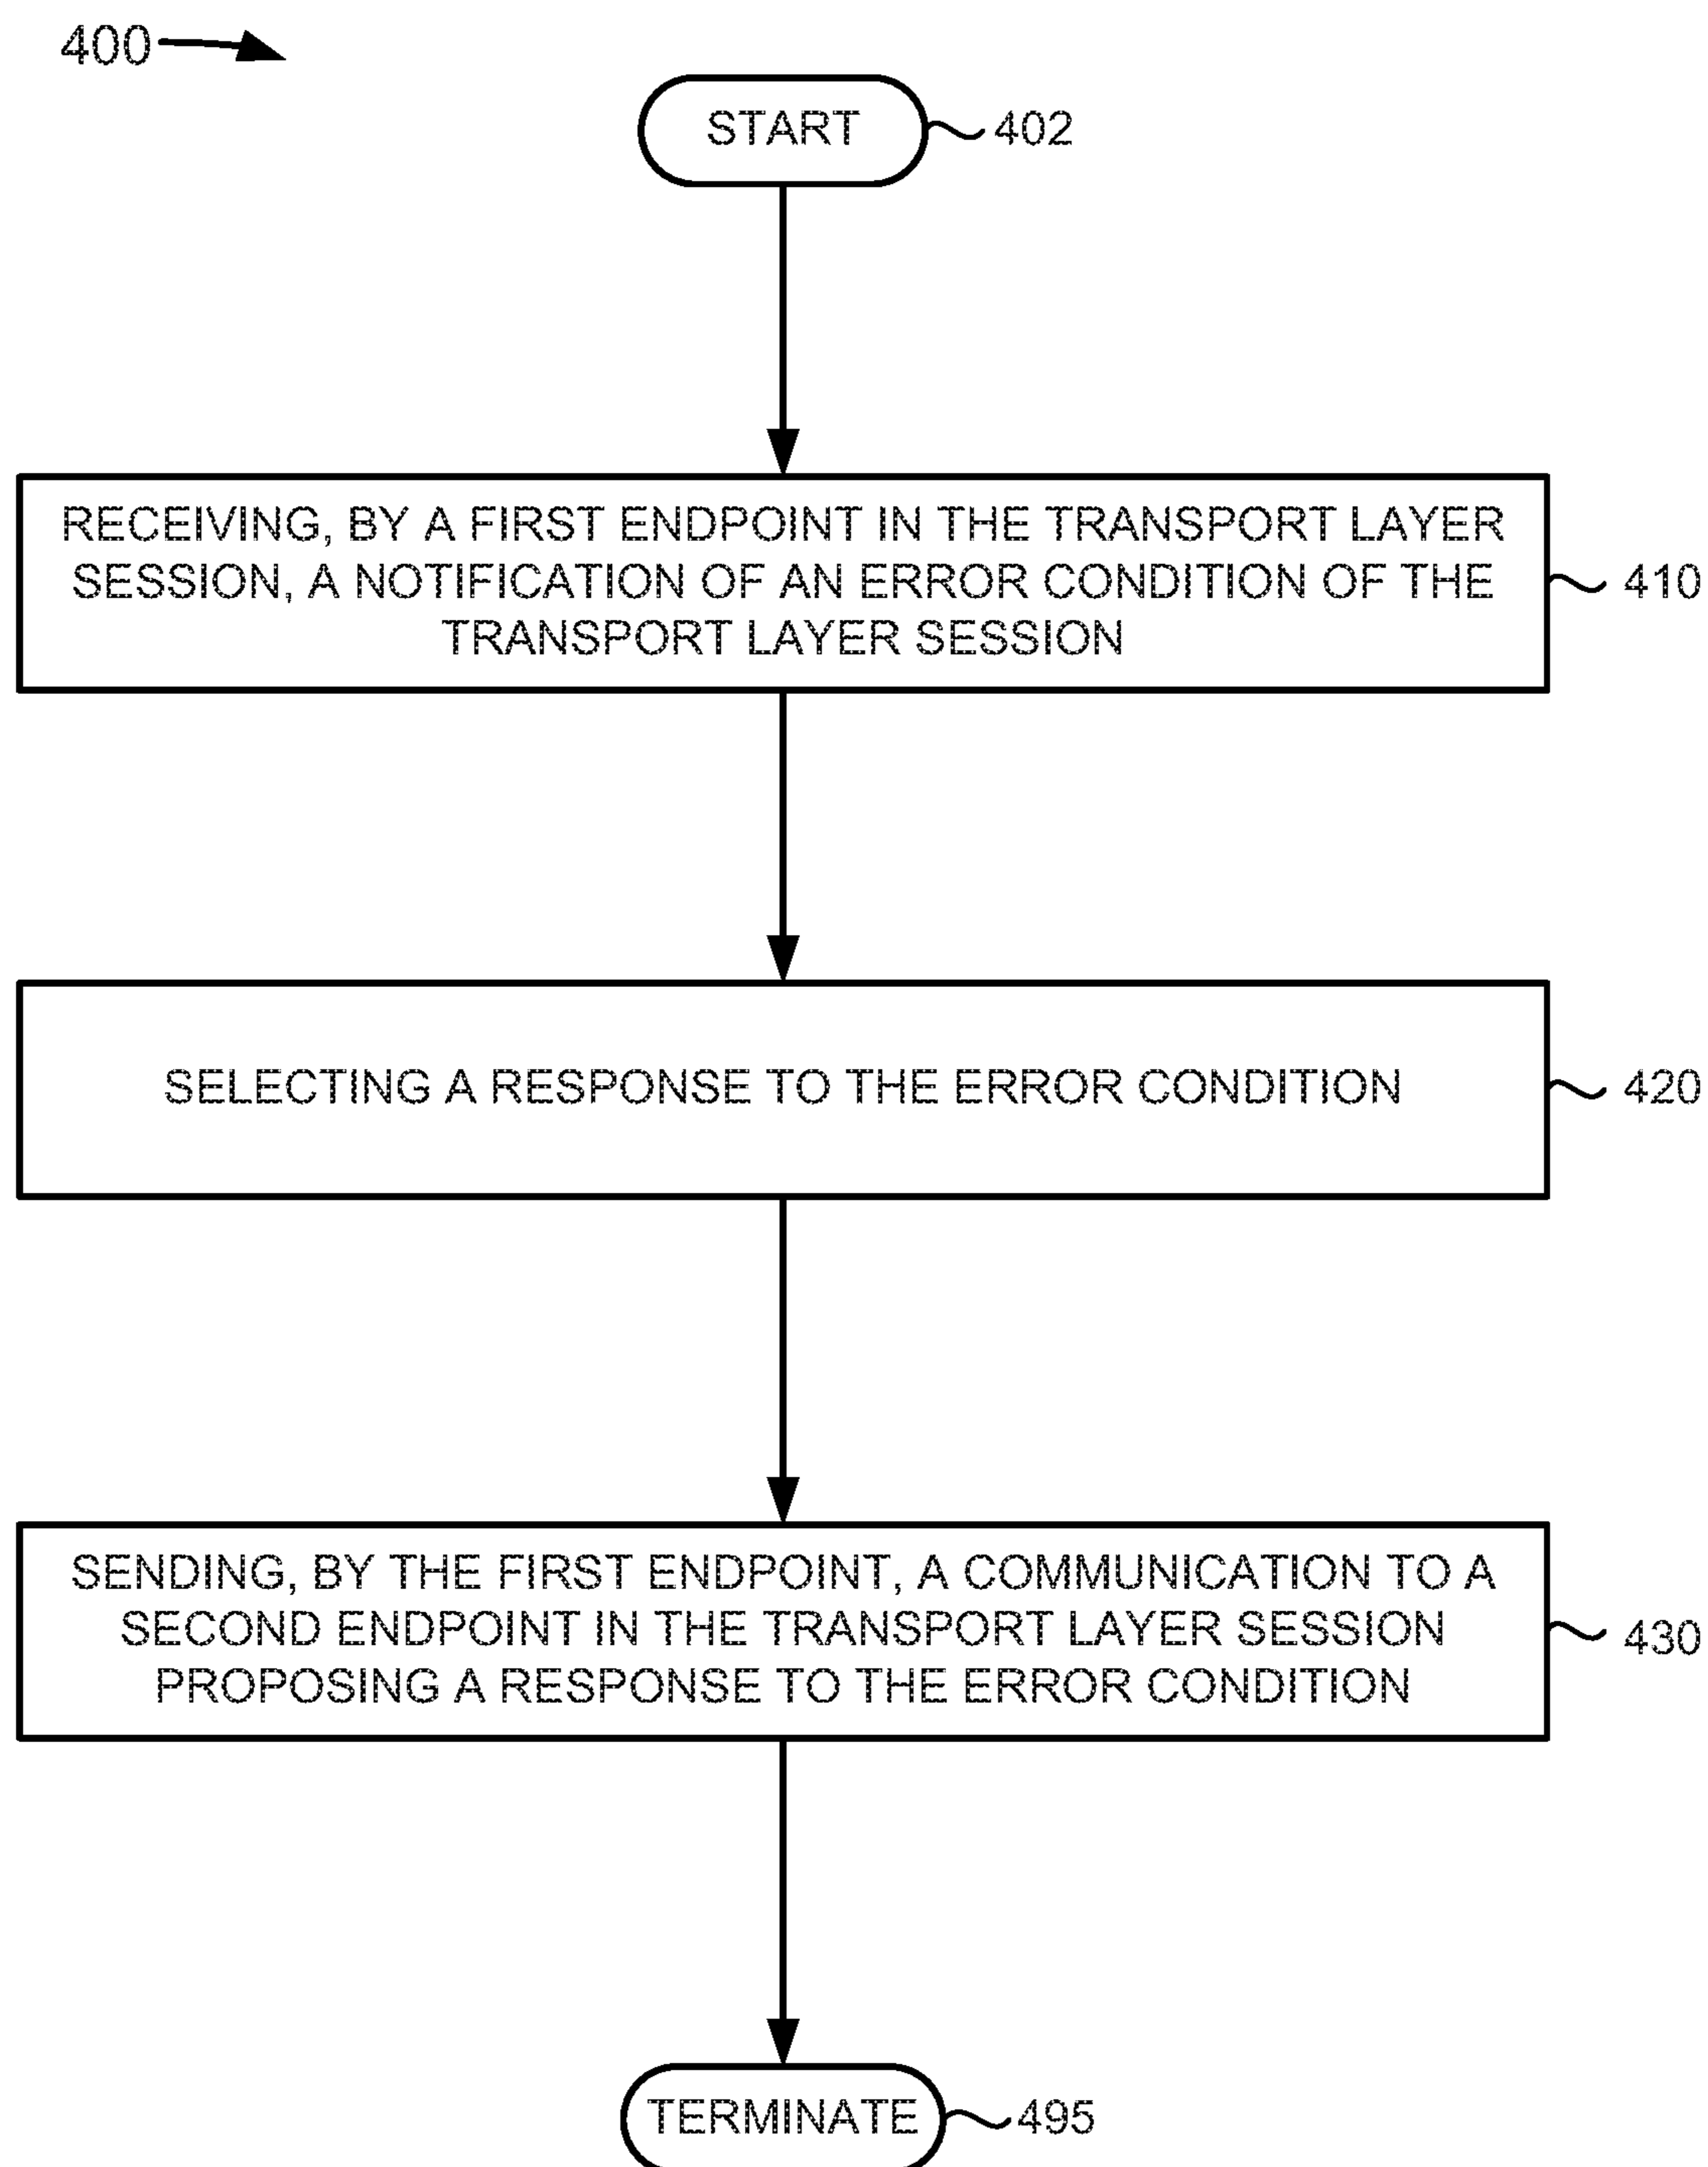 400
START
402
RECEIVING, BY A FIRST ENDPOINT IN THE TRANSPORT LAYER
SESSION, A NOTIFICATION OF AN ERROR CONDITION OF THE
TRANSPORT LAYER SESSION
410
SELECTING A RESPONSE TO THE ERROR CONDITION
420
SENDING, BY THE FIRST ENDPOINT, A COMMUNICATION TO A
SECOND ENDPOINT IN THE TRANSPORT LAYER SESSION
PROPOSING A RESPONSE TO THE ERROR CONDITION
430
TERMINATE
495